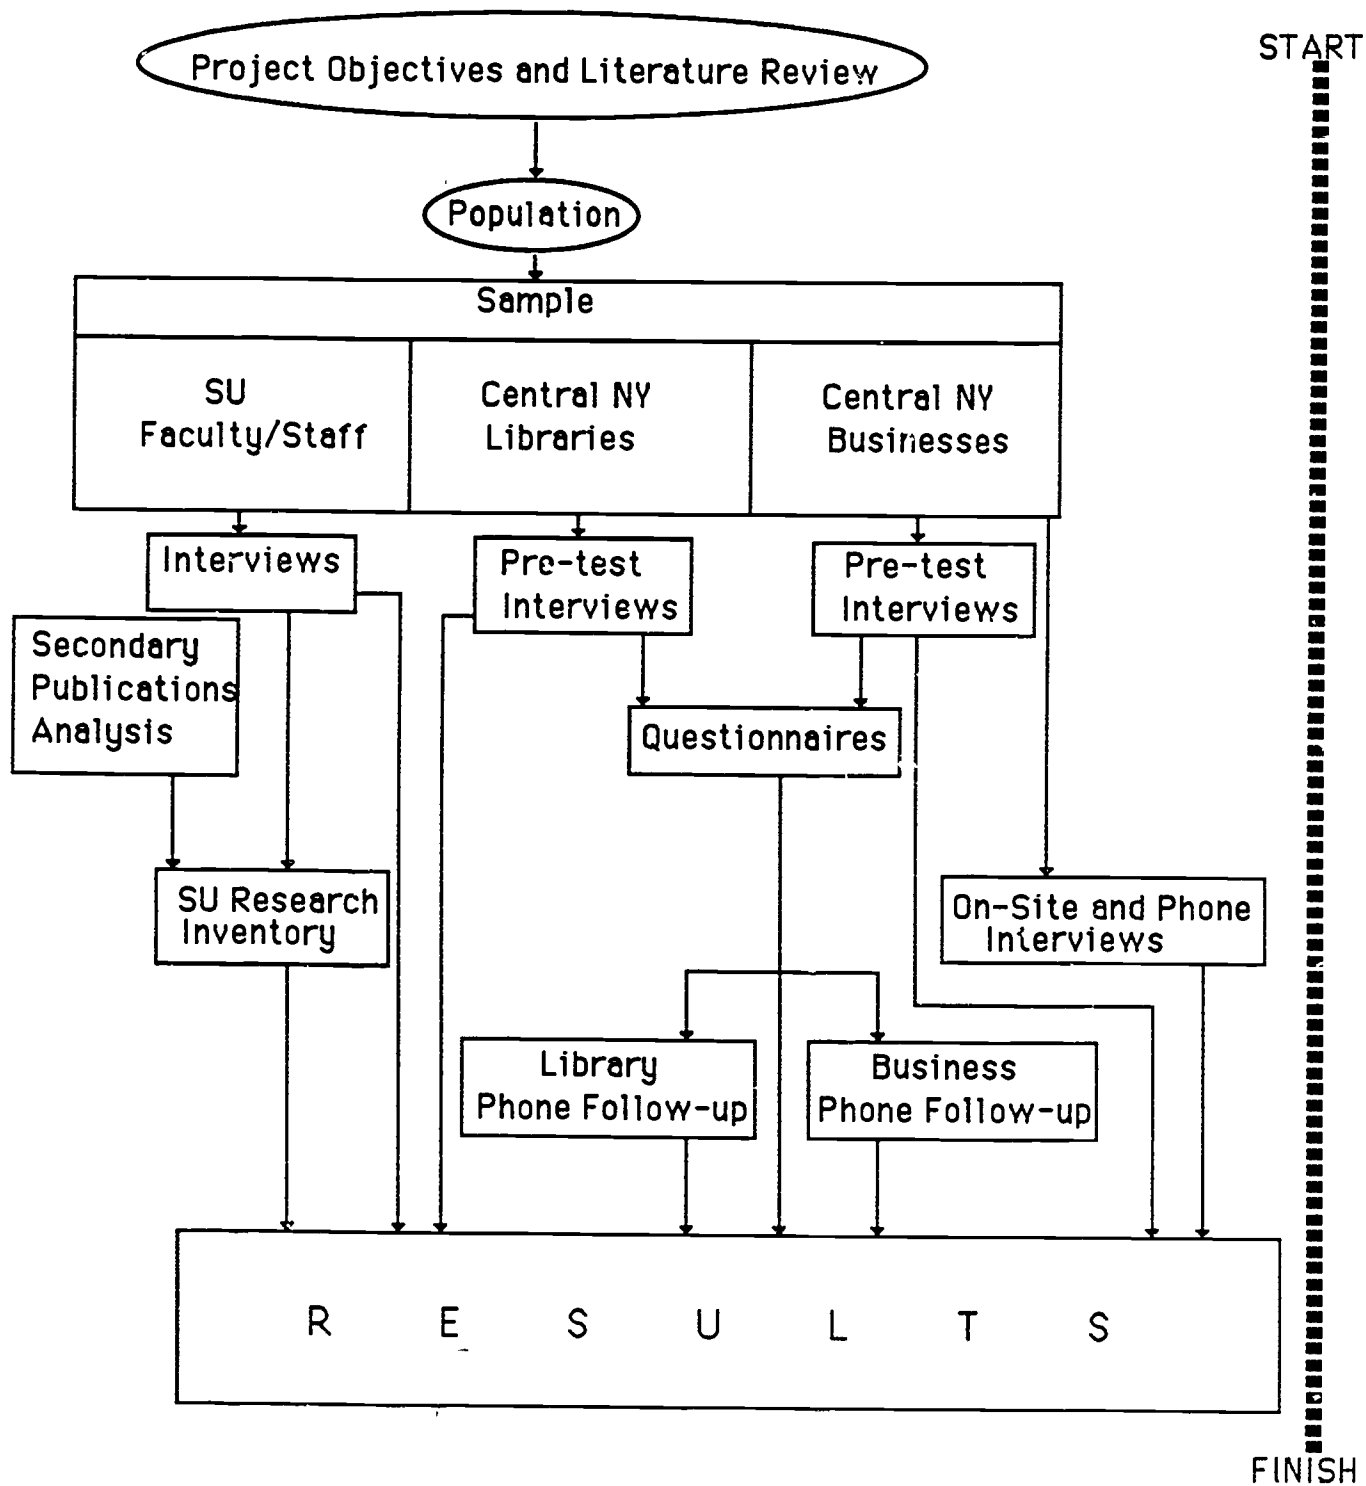 START
Project Objectives and Literature Review
Population
Sample
SU
Faculty/Staff
Central NY
Libraries
Central NY
Businesses
Interviews
Pre-test
Interviews
Pre-test
Interviews
Secondary
Publications
Analysis
Questionnaires
SU Research
Inventory
On-Site and Phone
Interviews
Library
Phone Follow-up
Business
Phone Follow-up
R E S U L T S
FINISH